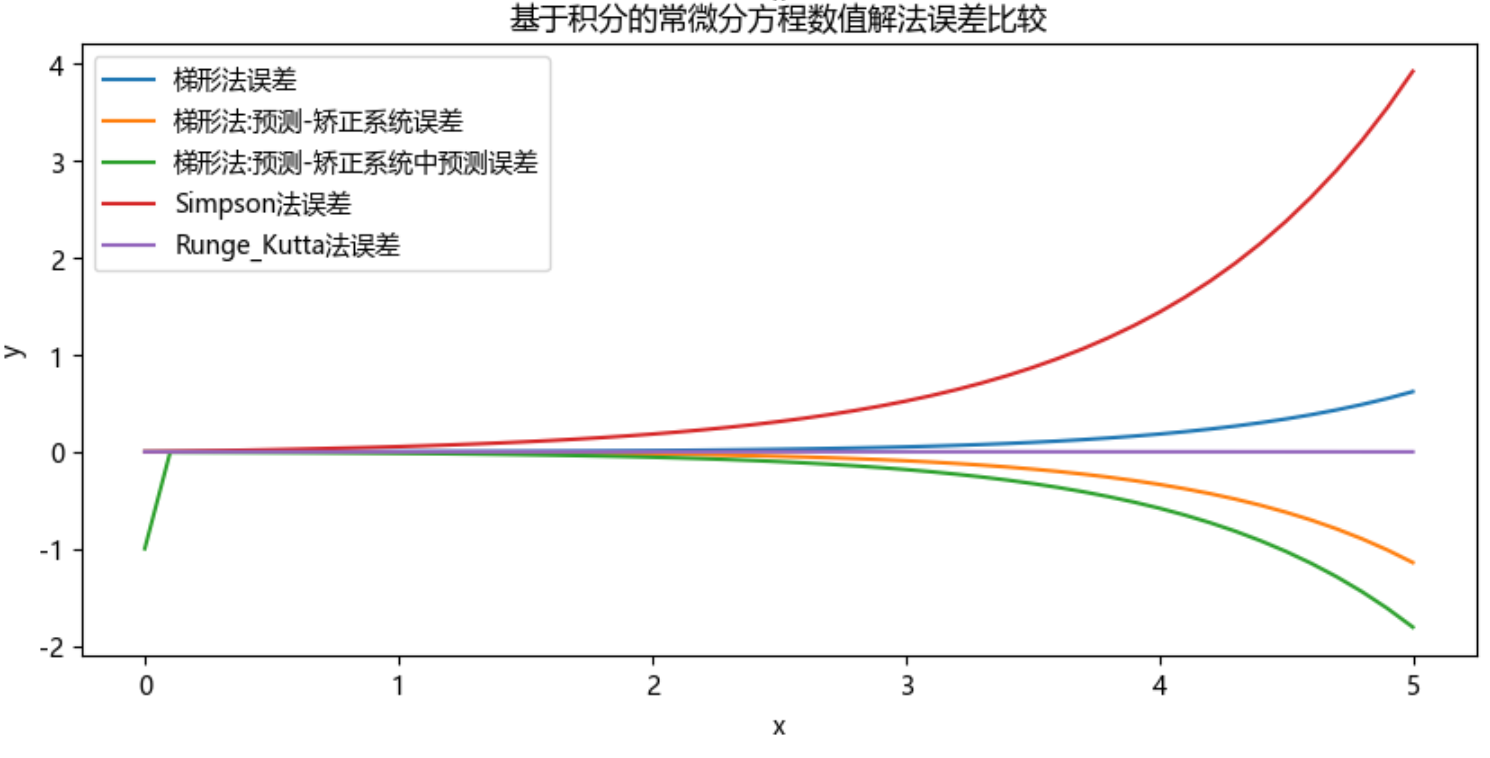 基于积分的常微分方程数值解法误差比较
梯形法误差
梯形法:预测-矫正系统误差
梯形法:预测-矫正系统中预测误差
Simpson法误差
Runge_Kutta法误差
4
3
2
1
0
-1
-2
y
0 1 2 3 4 5
x